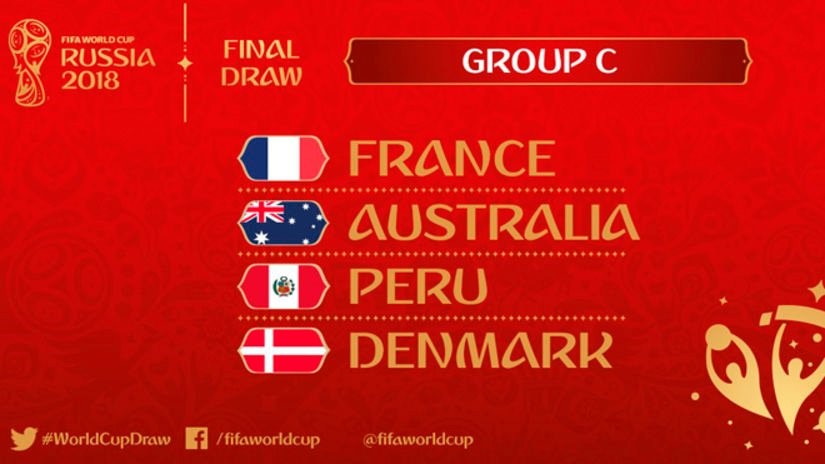 FIFA WORLD CUP
RUSSIA
2018
FINAL
DRAW
GROUP C
FRANCE
AUSTRALIA
PERU
DENMARK
#WorldCupDraw
/fifaworldcup
@fifaworldcup